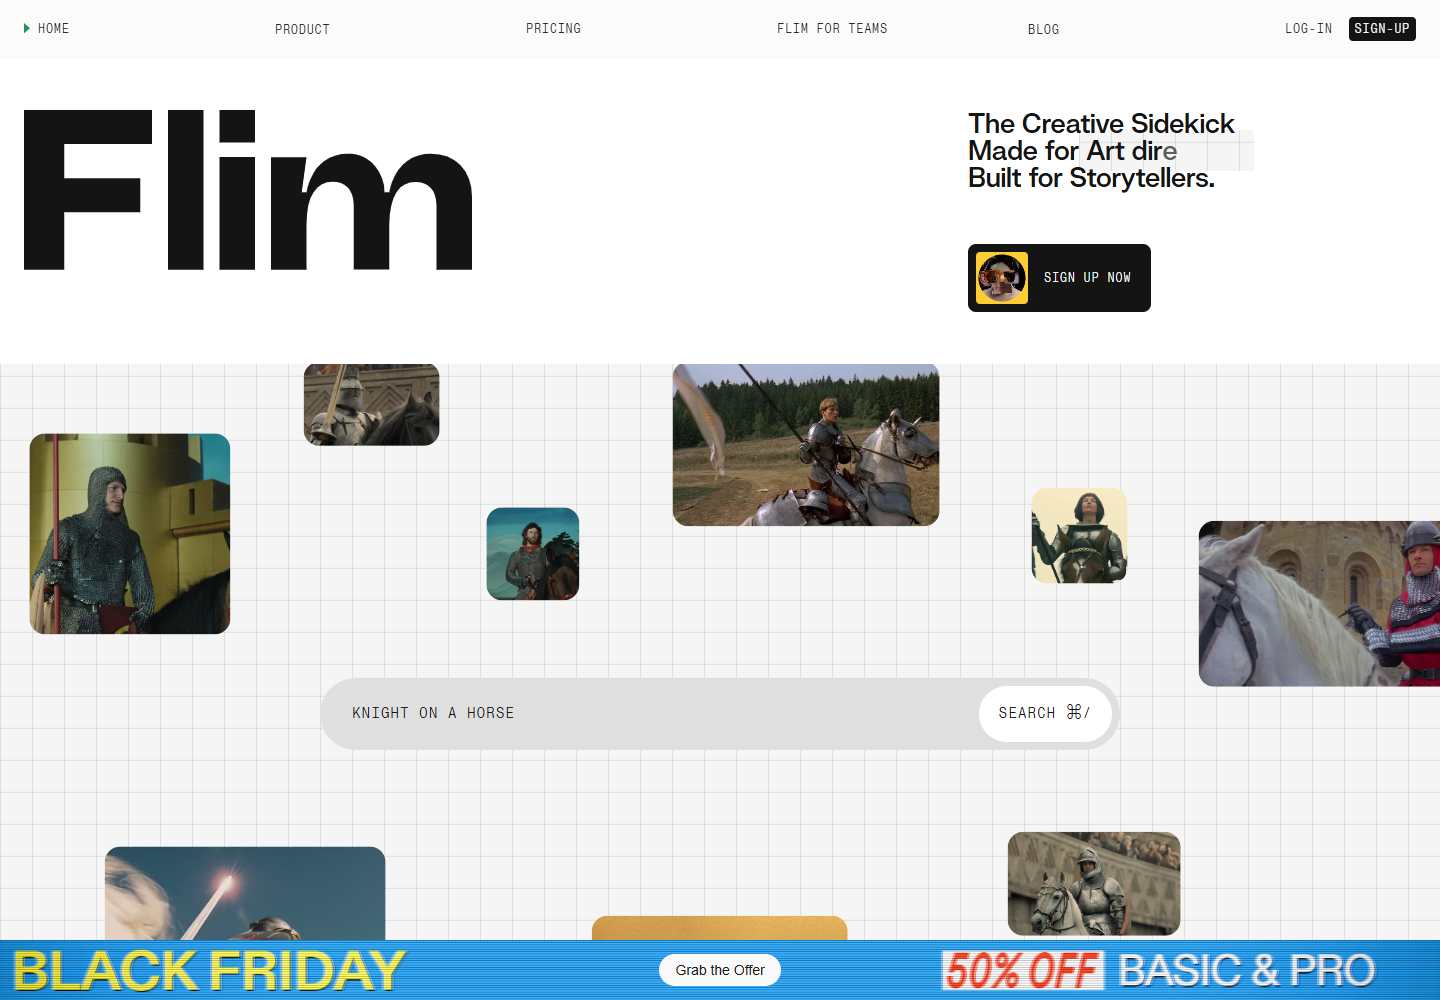 HOME
PRODUCT
PRICING
FLIM FOR TEAMS
BLOG
LOG-IN
SIGN-UP
Flim
The Creative Sidekick
Made for Art dire
Built for Storytellers.
SIGN UP NOW
KNIGHT ON A HORSE
SEARCH ⌘/
BLACK FRIDAY
Grab the Offer
50% OFF BASIC & PRO